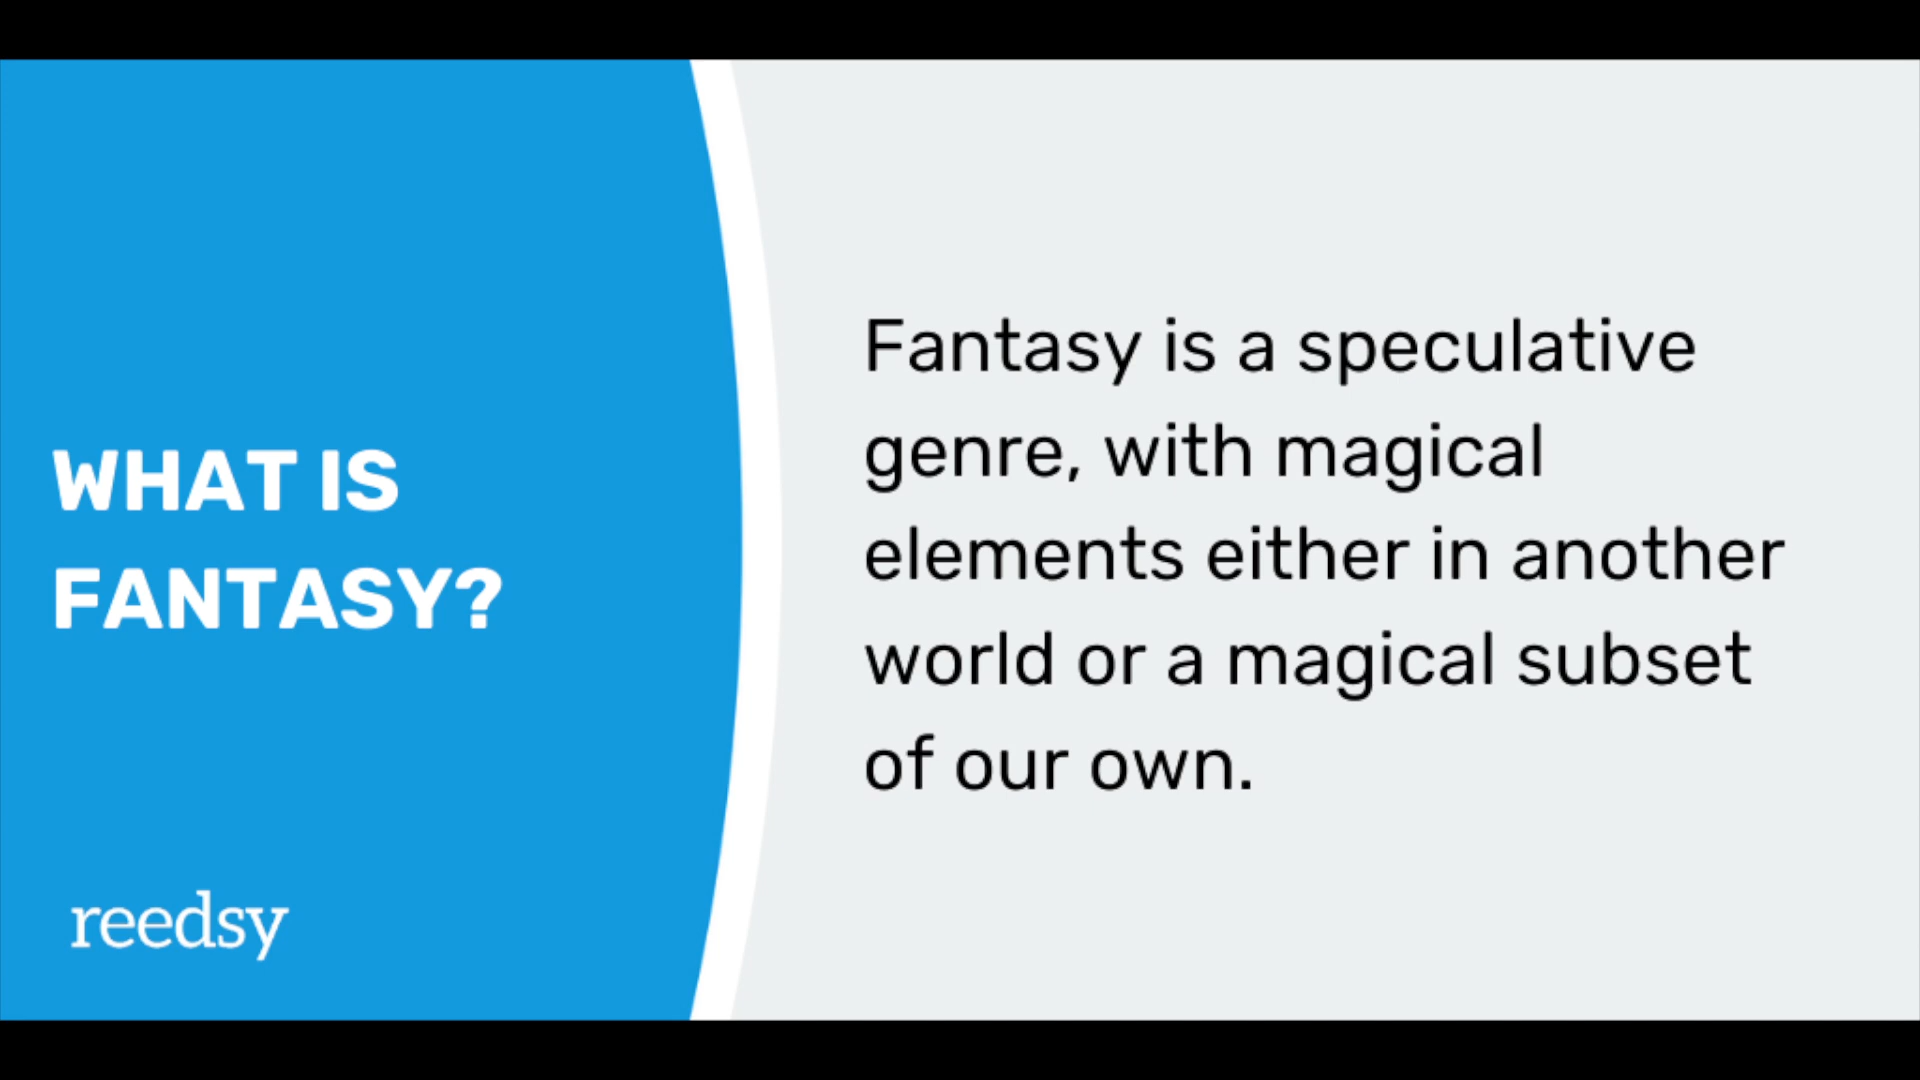 WHAT IS
FANTASY?
reedsy
Fantasy is a speculative
genre, with magical
elements either in another
world or a magical subset
of our own.